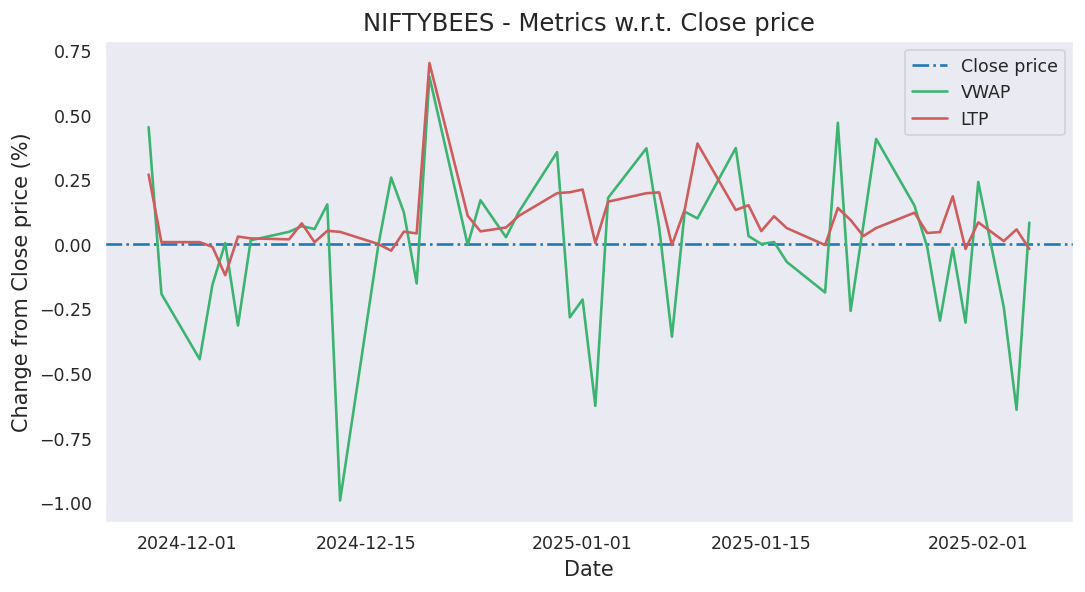 NIFTYBEES - Metrics w.r.t. Close price
Change from Close price (%)
0.75
0.50
0.25
0.00
−0.25
−0.50
−0.75
−1.00
Close price
VWAP
LTP
2024-12-01
2024-12-15
2025-01-01
2025-01-15
2025-02-01
Date